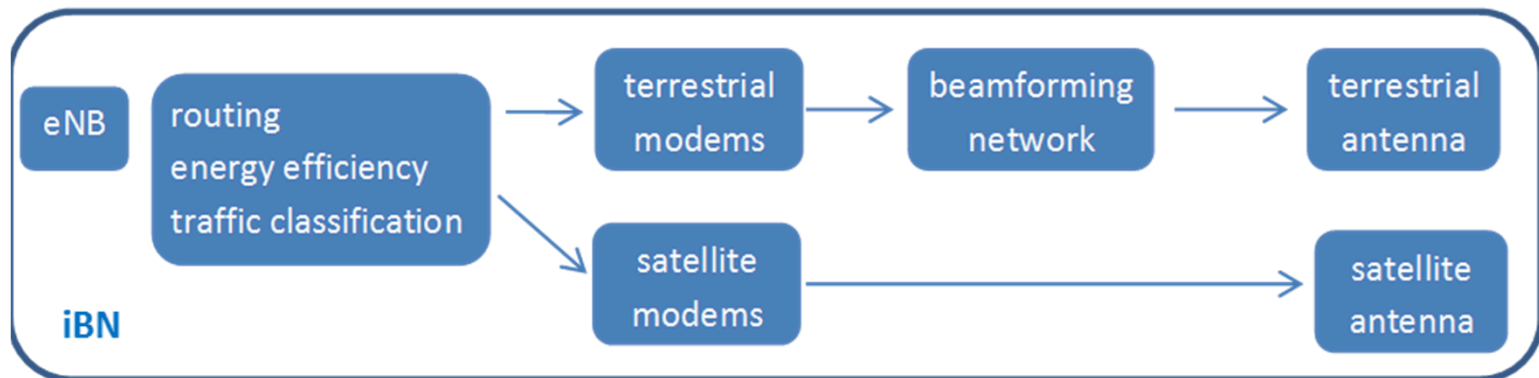 eNB
routing
energy efficiency
traffic classification
terrestrial
modems
beamforming
network
terrestrial
antenna
satellite
modems
satellite
antenna
iBN